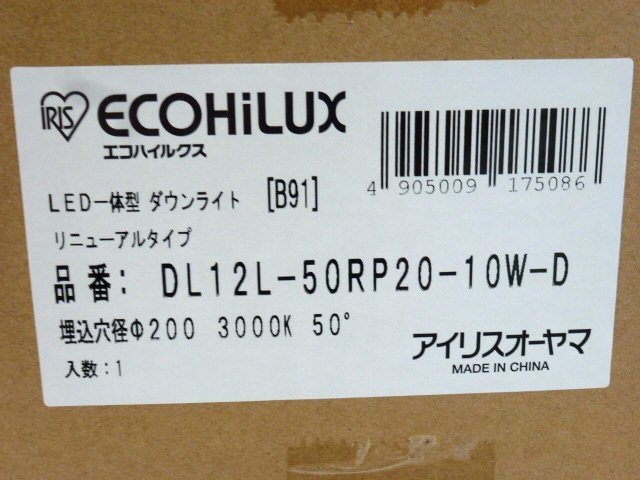 IRIS ECOHiLUX
エコハイルクス
4 905009 175086
LED一体型 ダウンライト [B91]
リニューアルタイプ
品番: DL12L-50RP20-10W-D
埋込穴径Φ200 3000K 50°
入数:1
アイリスオーヤマ
MADE IN CHINA